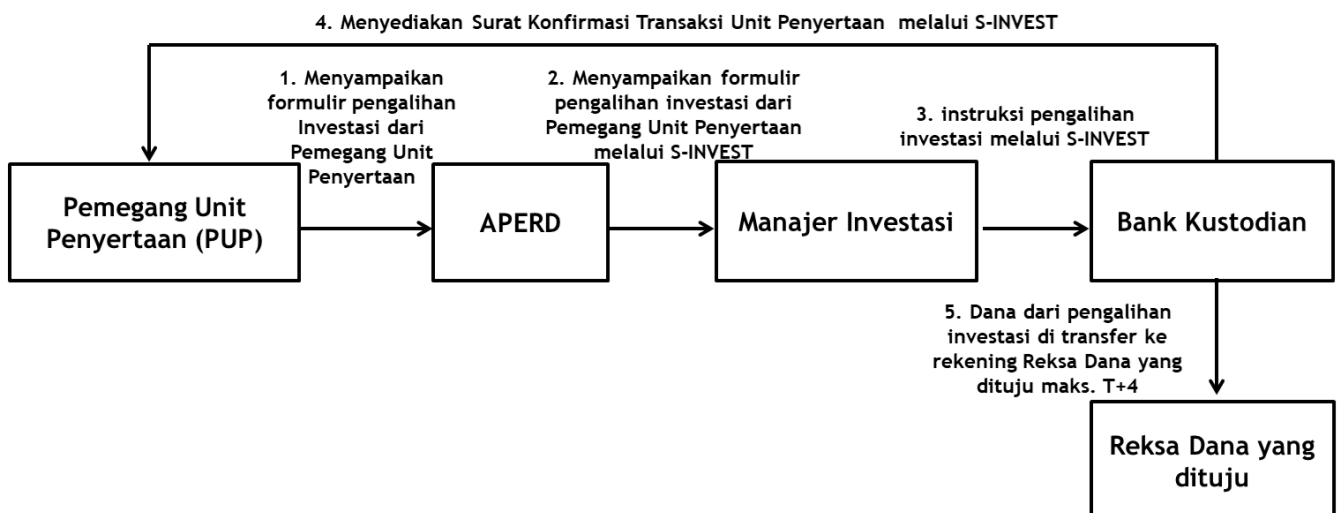 4. Menyediakan Surat Konfirmasi Transaksi Unit Penyertaan melalui S-INVEST
1. Menyampaikan
formulir pengalihan
Investasi dari
Pemegang Unit
Penyertaan
2. Menyampaikan formulir
pengalihan investasi dari
Pemegang Unit Penyertaan
melalui S-INVEST
3. instruksi pengalihan
investasi melalui S-INVEST
Pemegang Unit
Penyertaan (PUP)
APERD
Manajer Investasi
Bank Kustodian
5. Dana dari pengalihan
investasi di transfer ke
rekening Reksa Dana yang
dituju maks. T+4
Reksa Dana yang
dituju